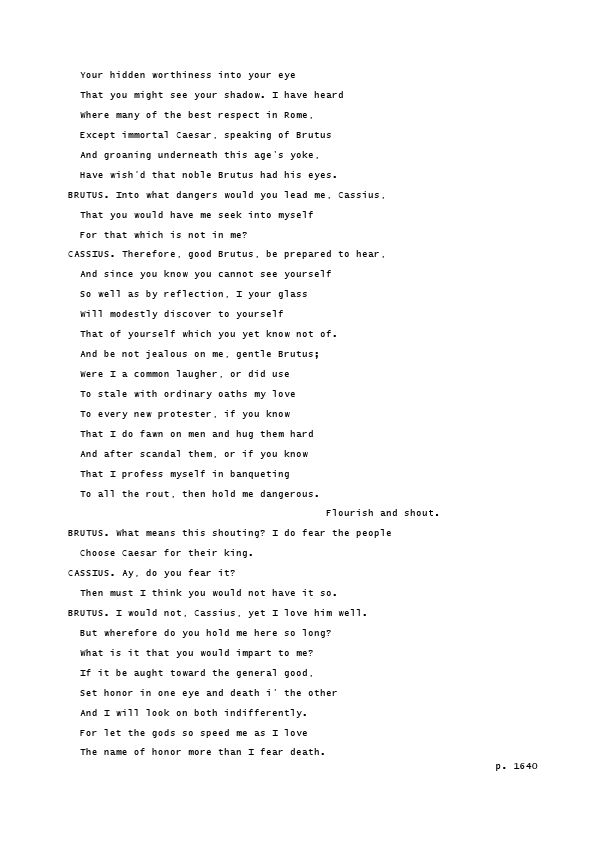 Your hidden worthiness into your eye
That you might see your shadow. I have heard
Where many of the best respect in Rome,
Except immortal Caesar, speaking of Brutus
And groaning underneath this age's yoke,
Have wish'd that noble Brutus had his eyes.
BRUTUS. Into what dangers would you lead me, Cassius,
That you would have me seek into myself
For that which is not in me?
CASSIUS. Therefore, good Brutus, be prepared to hear,
And since you know you cannot see yourself
So well as by reflection, I your glass
Will modestly discover to yourself
That of yourself which you yet know not of.
And be not jealous on me, gentle Brutus;
Were I a common laugher, or did use
To stale with ordinary oaths my love
To every new protester, if you know
That I do fawn on men and hug them hard
And after scandal them, or if you know
That I profess myself in banqueting
To all the rout, then hold me dangerous.
Flourish and shout.
BRUTUS. What means this shouting? I do fear the people
Choose Caesar for their king.
CASSIUS. Ay, do you fear it?
Then must I think you would not have it so.
BRUTUS. I would not, Cassius, yet I love him well.
But wherefore do you hold me here so long?
What is it that you would impart to me?
If it be aught toward the general good,
Set honor in one eye and death i' the other
And I will look on both indifferently.
For let the gods so speed me as I love
The name of honor more than I fear death.
p. 1640